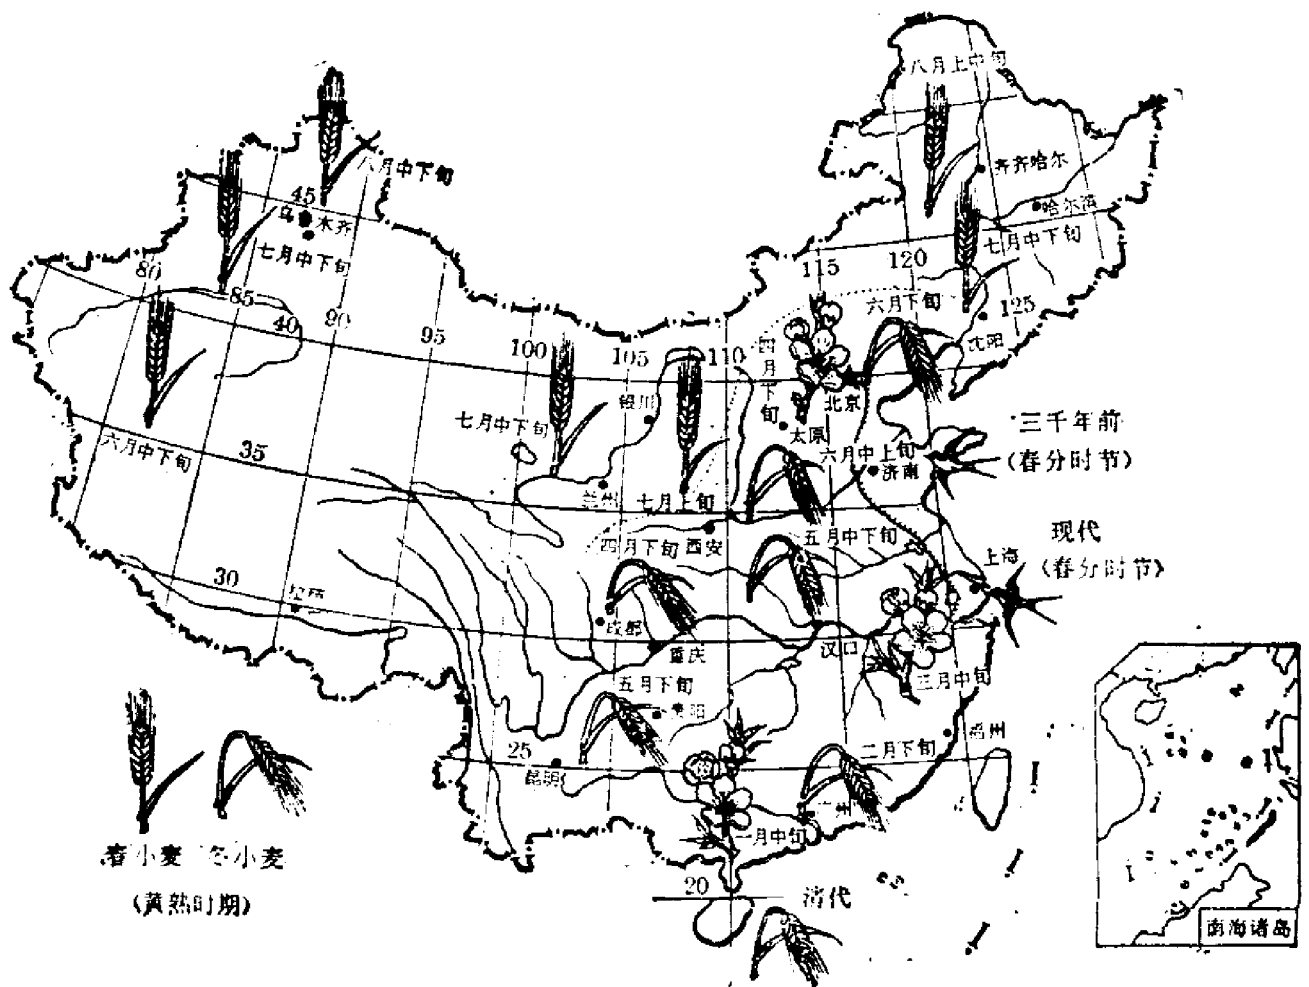 八月上中旬
八月中下旬
齐齐哈尔
45
木齐
哈尔滨
七月中下旬
七月中下旬
80
85
40
90
95
100
105
110
115
120
125
六月下旬
沈阳
四月下旬
北京
银川
太原
七月中下旬
三千年前
(春分时节)
六月中上旬
济南
六月中下旬
35
兰州
七月上旬
四月下旬
西安
五月中下旬
现代
(春分时节)
上海
30
成都
重庆
汉口
三月中旬
五月下旬
贵阳
25
昆明
二月下旬
福州
广州
一月中旬
20
清代
春小麦
冬小麦
(黄熟时期)
南海诸岛